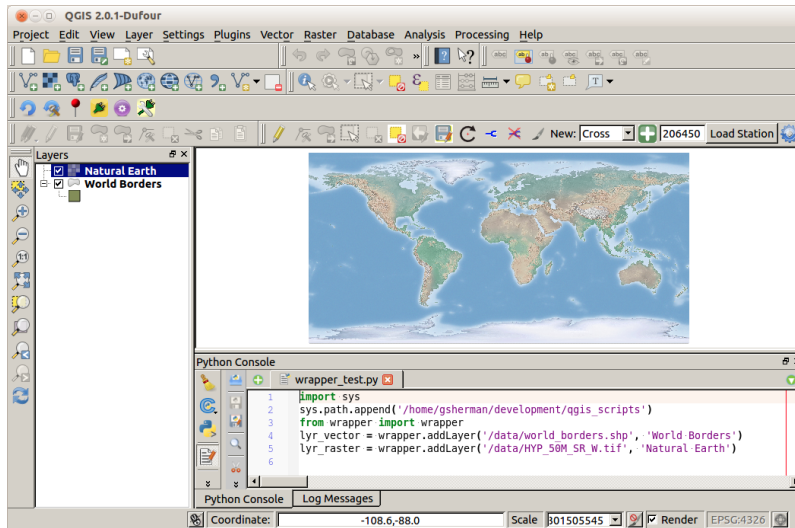 QGIS 2.0.1-Dufour
Project Edit View Layer Settings Plugins Vector Raster Database Analysis Processing Help
New: Cross 206450 Load Station
Layers
Natural Earth
World Borders
Python Console
wrapper_test.py
1 import sys
2 sys.path.append('/home/gsherman/development/qgis_scripts')
3 from wrapper import wrapper
4 lyr_vector = wrapper.addLayer('/data/world_borders.shp', 'World Borders')
5 lyr_raster = wrapper.addLayer('/data/HYP_50M_SR_W.tif', 'Natural Earth')
6
Python Console Log Messages
Coordinate: -108.6,-88.0 Scale 301505545 Render EPSG:4326